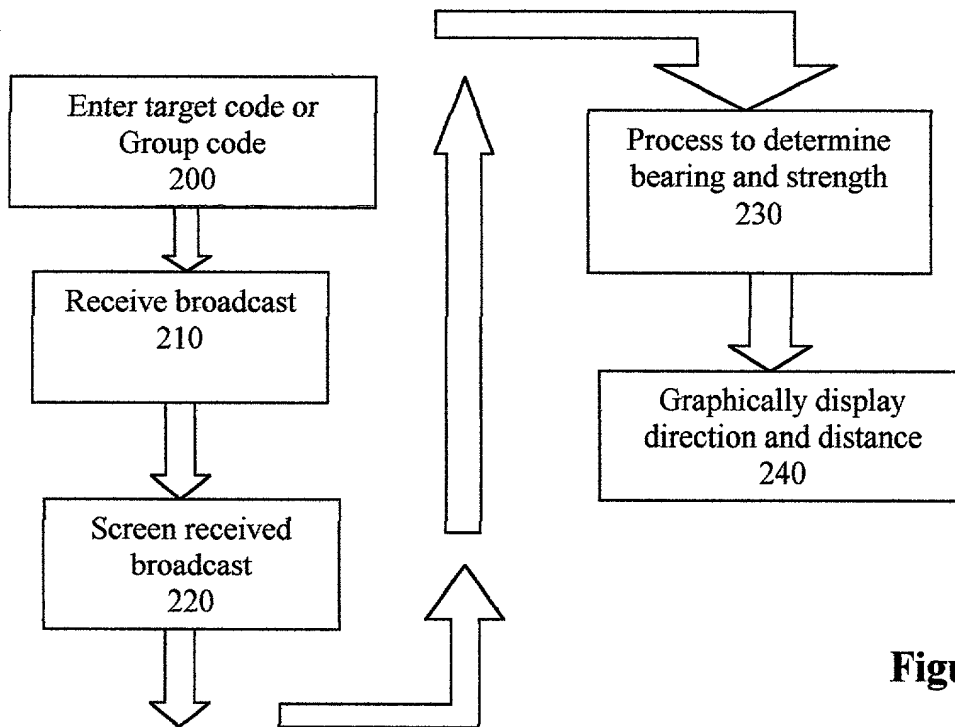 Enter target code or
Group code
200
Receive broadcast
210
Screen received
broadcast
220
Process to determine
bearing and strength
230
Graphically display
direction and distance
240
Figu